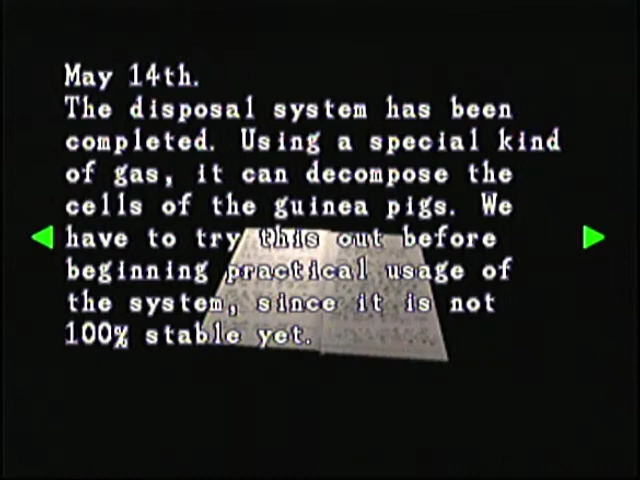 May 14th.
The disposal system has been
completed. Using a special kind
of gas, it can decompose the
cells of the guinea pigs. We
have to try this out before
beginning practical usage of
the system, since it is not
100% stable yet.